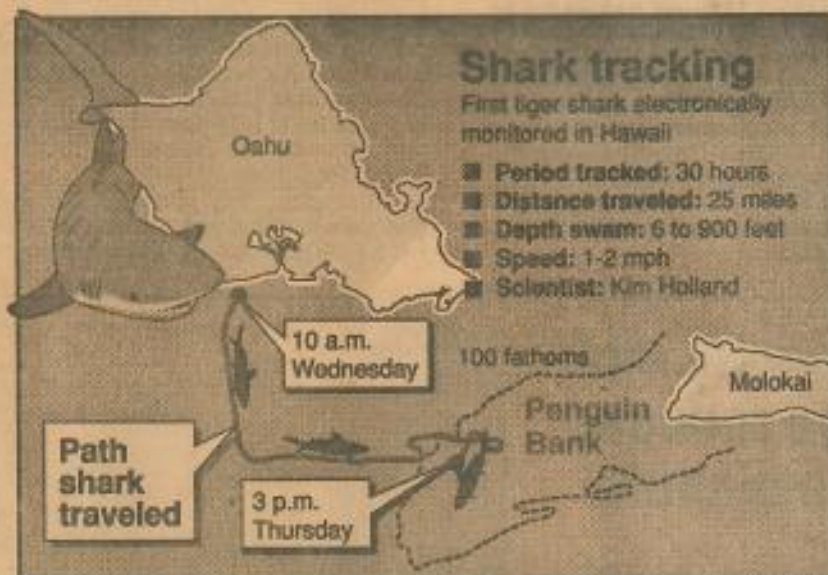 Shark tracking
First tiger shark electronically
monitored in Hawaii
Period tracked: 30 hours
Distance traveled: 25 miles
Depth swam: 6 to 900 feet
Speed: 1-2 mph
Scientist: Kim Holland
Oahu
10 a.m.
Wednesday
100 fathoms
Molokai
Penguin
Bank
Path
shark
traveled
3 p.m.
Thursday